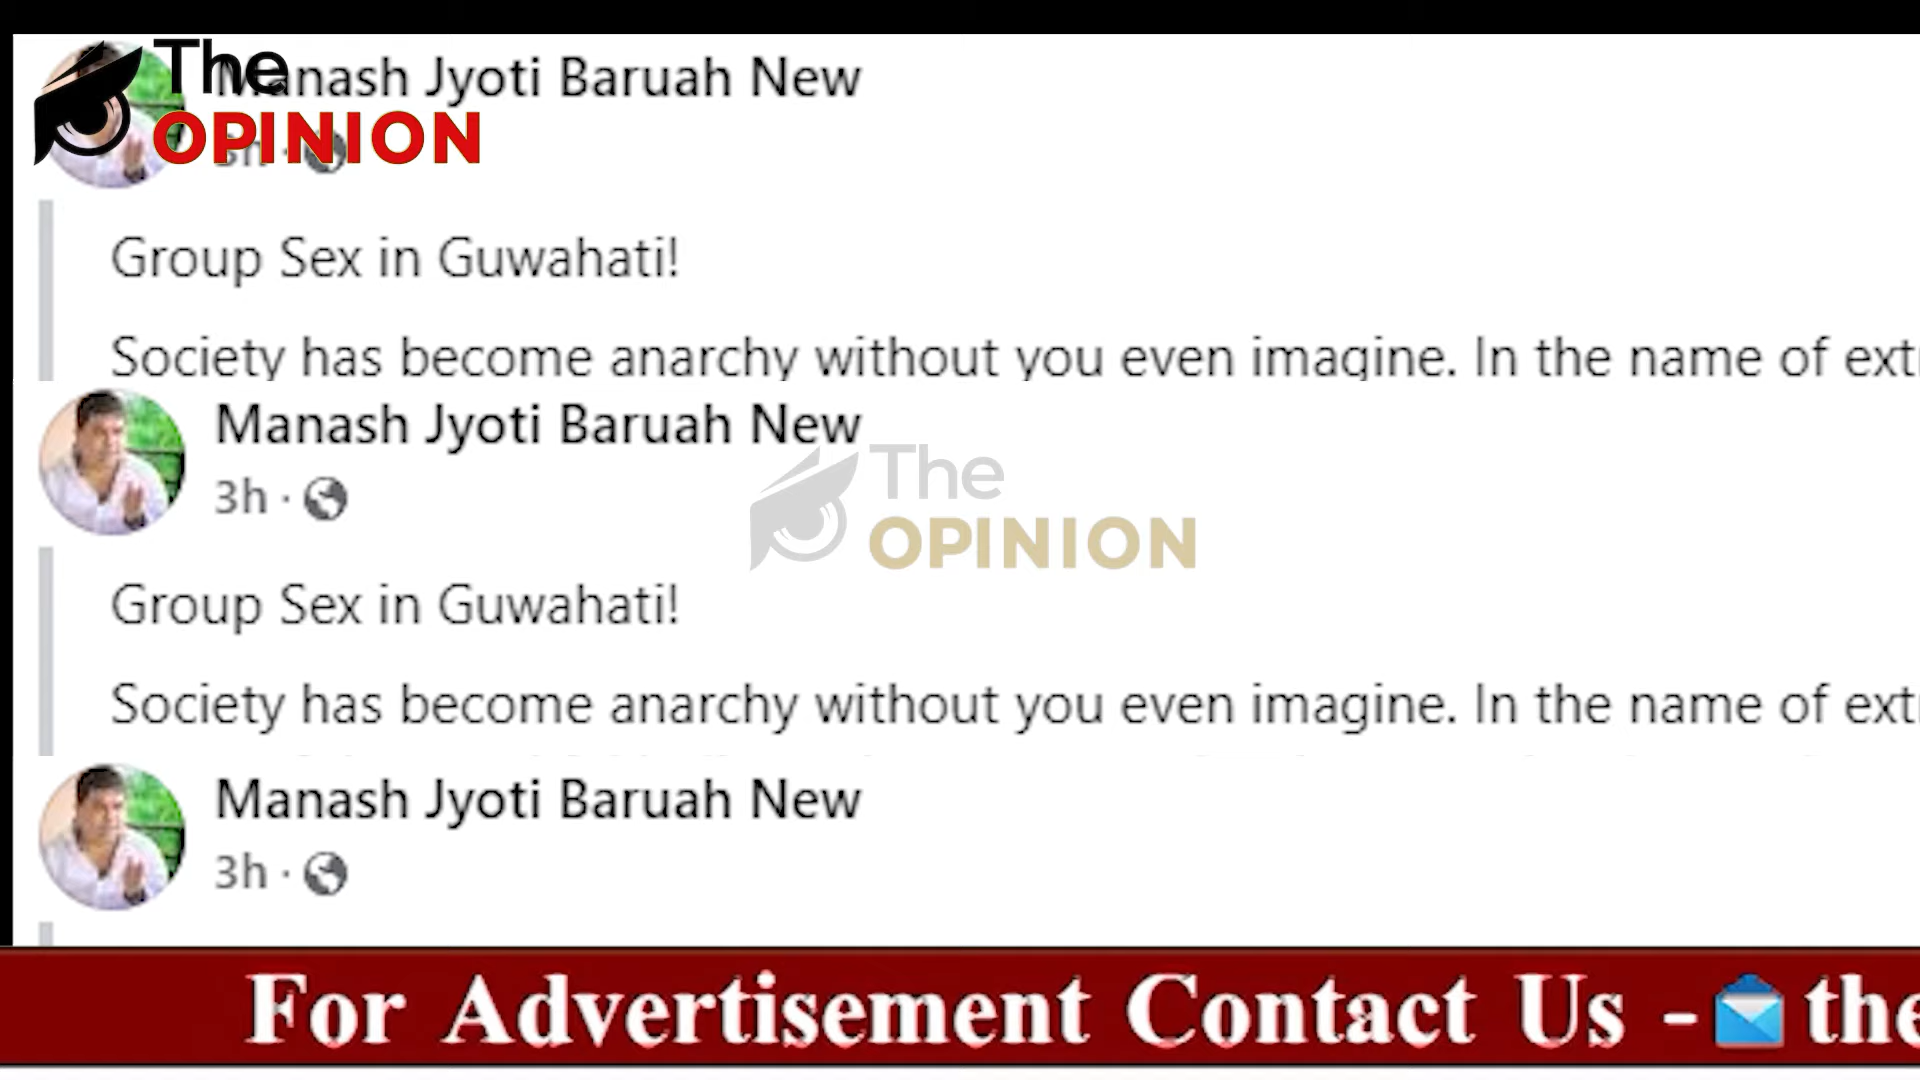 The
OPINION
Manash Jyoti Baruah New
3h ·
Group Sex in Guwahati!
Society has become anarchy without you even imagine. In the name of ext
Manash Jyoti Baruah New
3h ·
The
OPINION
Group Sex in Guwahati!
Society has become anarchy without you even imagine. In the name of ext
Manash Jyoti Baruah New
3h ·
For Advertisement Contact Us - the